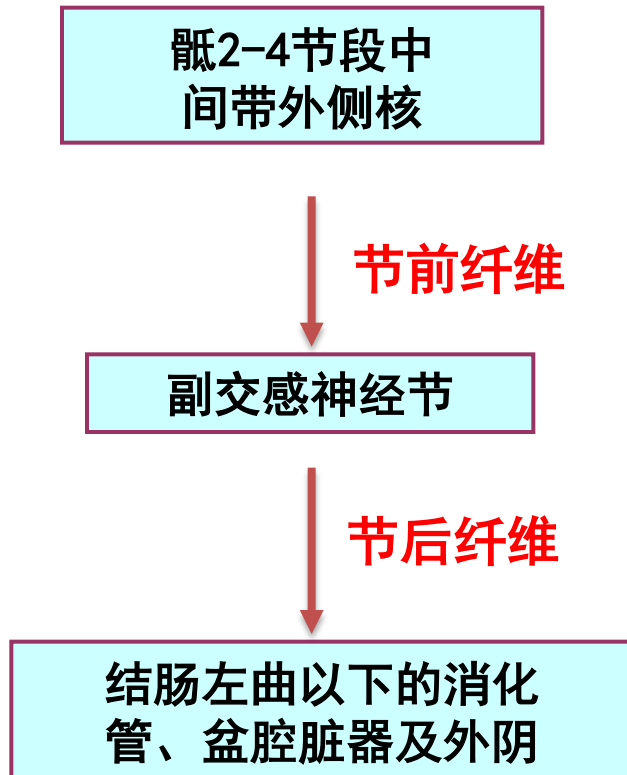 骶2-4节段中
间带外侧核
节前纤维
副交感神经节
节后纤维
结肠左曲以下的消化
管、盆腔脏器及外阴